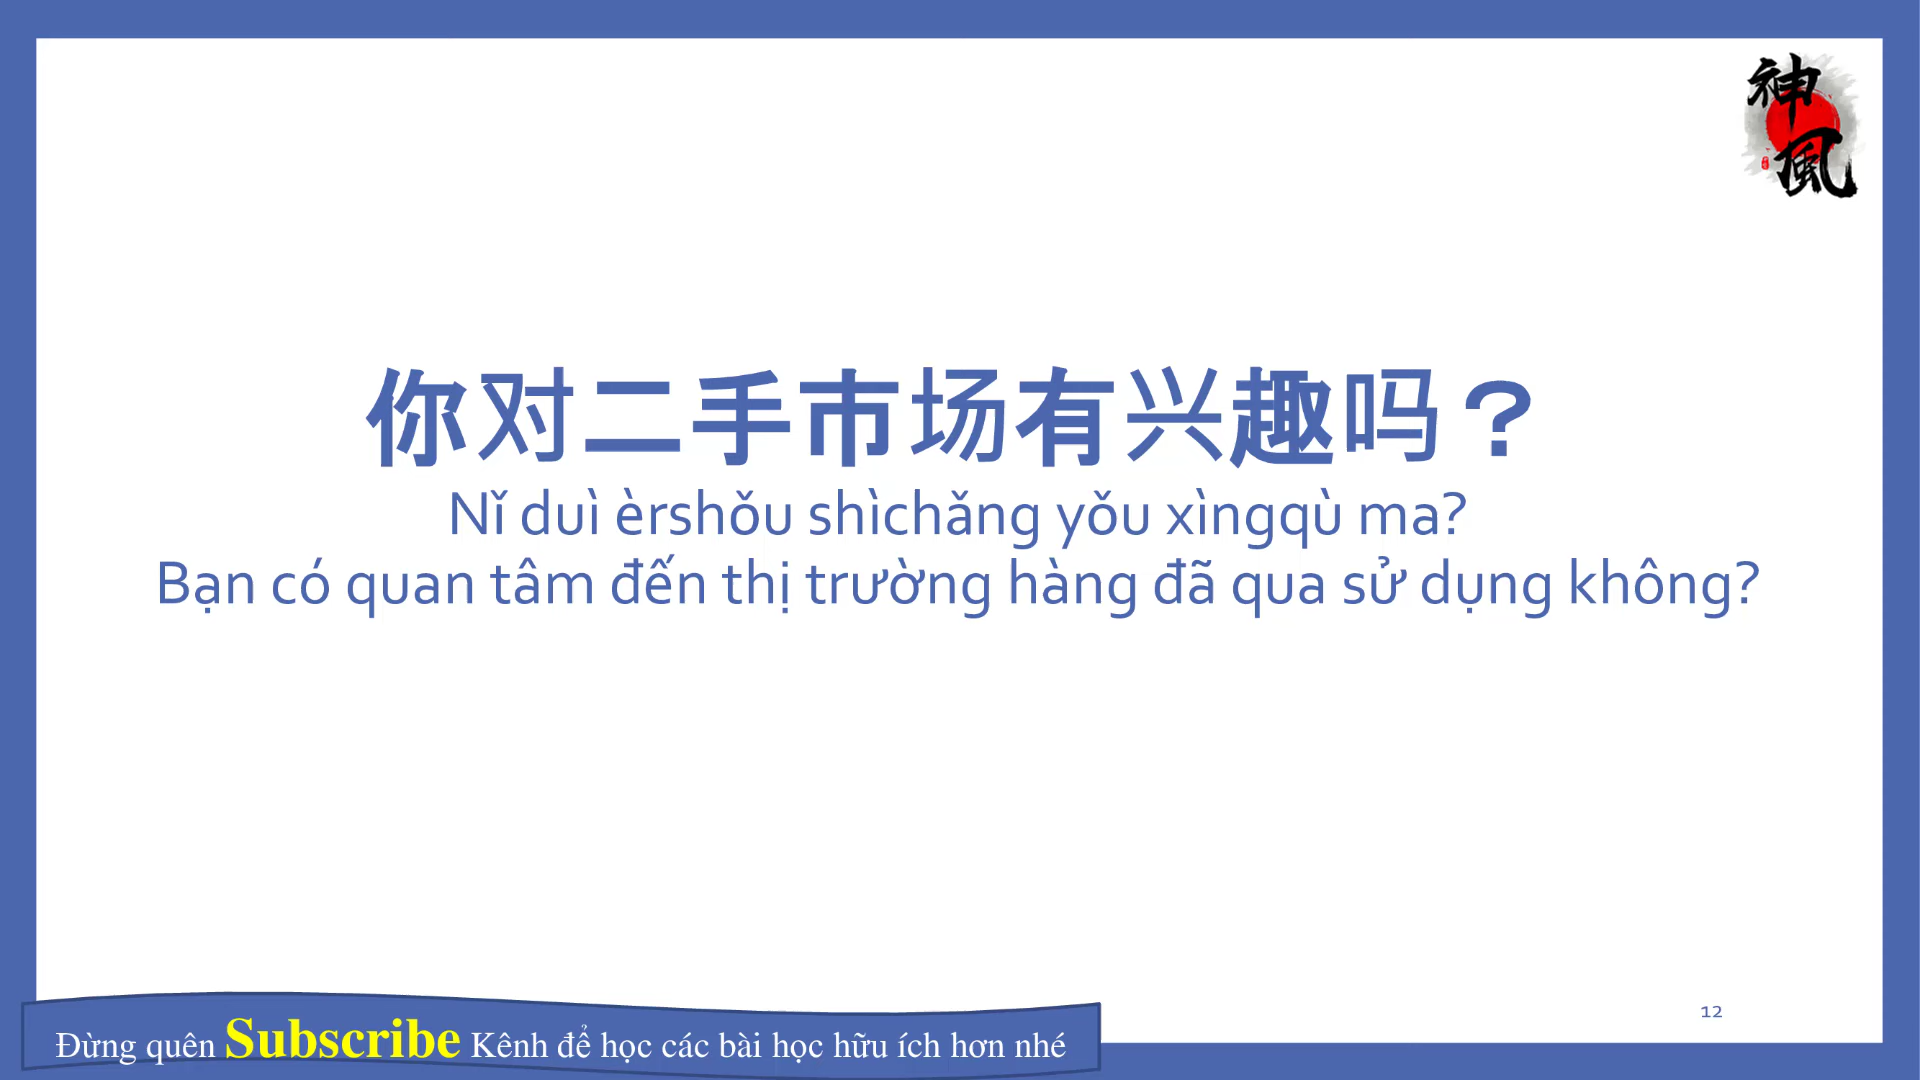 神風
你对二手市场有兴趣吗？
Nǐ duì èrshǒu shìchǎng yǒu xìngqù ma?
Bạn có quan tâm đến thị trường hàng đã qua sử dụng không?
12
Đừng quên Subscribe Kênh để học các bài học hữu ích hơn nhé